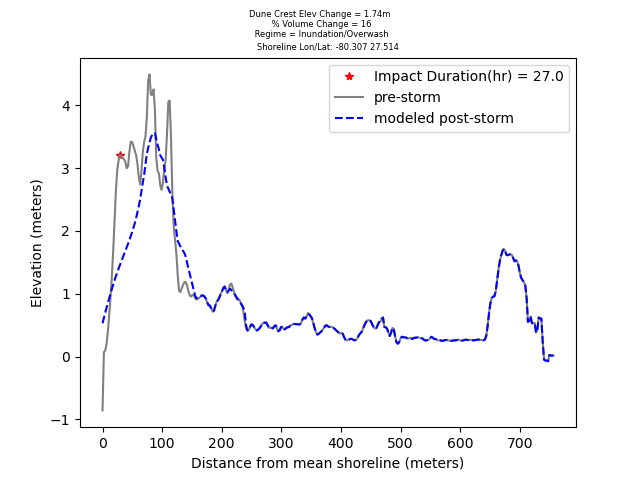 Dune Crest Elev Change = 1.74m
% Volume Change = 16
Regime = Inundation/Overwash
Shoreline Lon/Lat: -80.307 27.514
Impact Duration(hr) = 27.0
pre-storm
modeled post-storm
Elevation (meters)
4
3
2
1
0
−1
0 100 200 300 400 500 600 700
Distance from mean shoreline (meters)